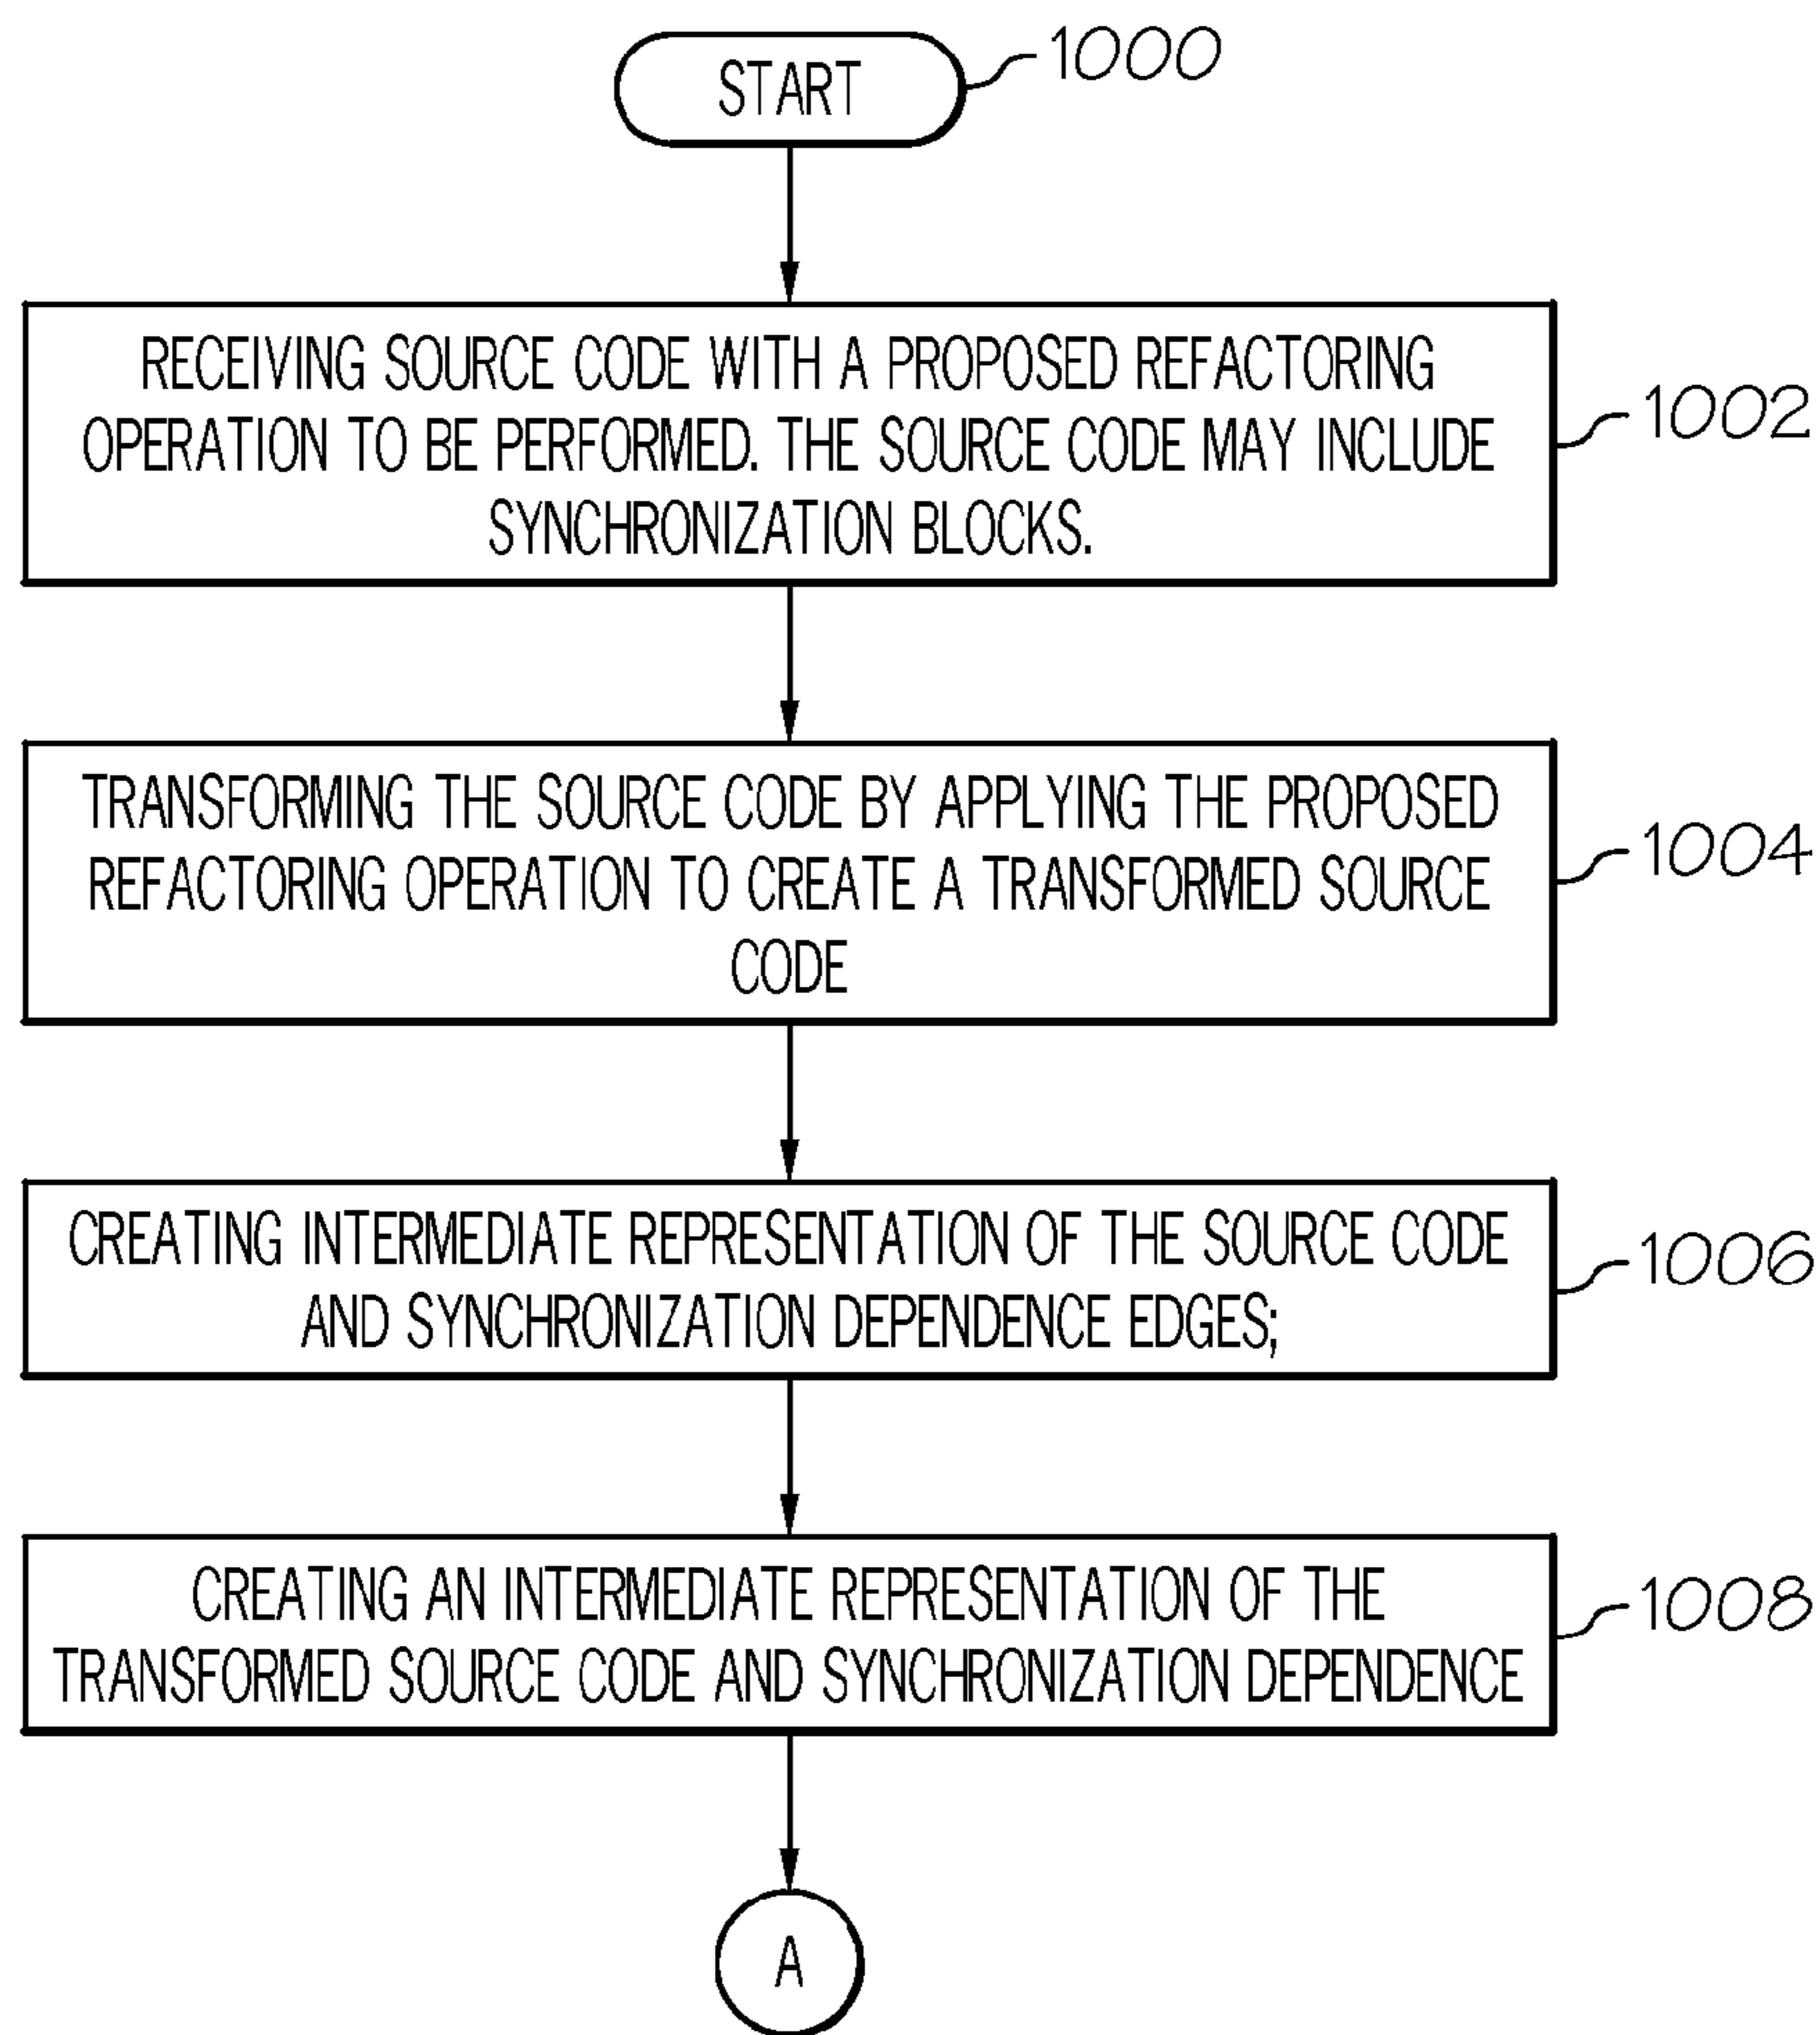 START
1000
RECEIVING SOURCE CODE WITH A PROPOSED REFACTORING
OPERATION TO BE PERFORMED. THE SOURCE CODE MAY INCLUDE
SYNCHRONIZATION BLOCKS.
1002
TRANSFORMING THE SOURCE CODE BY APPLYING THE PROPOSED
REFACTORING OPERATION TO CREATE A TRANSFORMED SOURCE
CODE
1004
CREATING INTERMEDIATE REPRESENTATION OF THE SOURCE CODE
AND SYNCHRONIZATION DEPENDENCE EDGES;
1006
CREATING AN INTERMEDIATE REPRESENTATION OF THE
TRANSFORMED SOURCE CODE AND SYNCHRONIZATION DEPENDENCE
1008
A